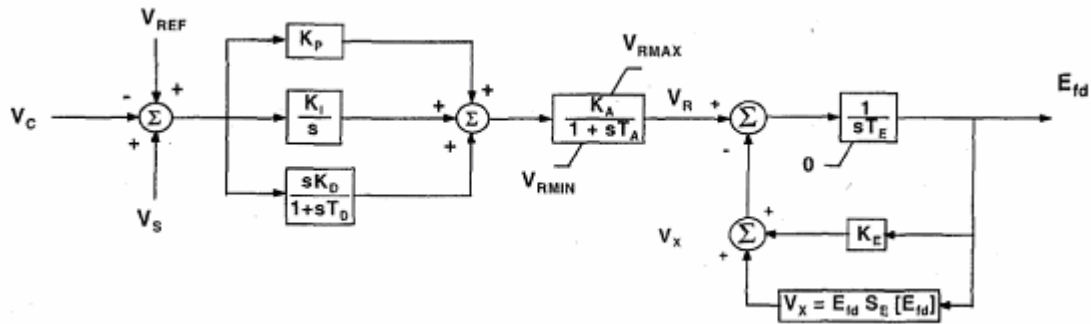 V_REF
+
-
V_C
Σ
+
V_S
K_P
K_I
s
sK_D
1+sT_D
+
+
Σ
+
V_RMAX
K_A
1 + sT_A
V_RMIN
V_R
+
Σ
-
1
sT_E
0
E_fd
V_X
+
Σ
+
K_E
V_X = E_fd S_E [E_fd]